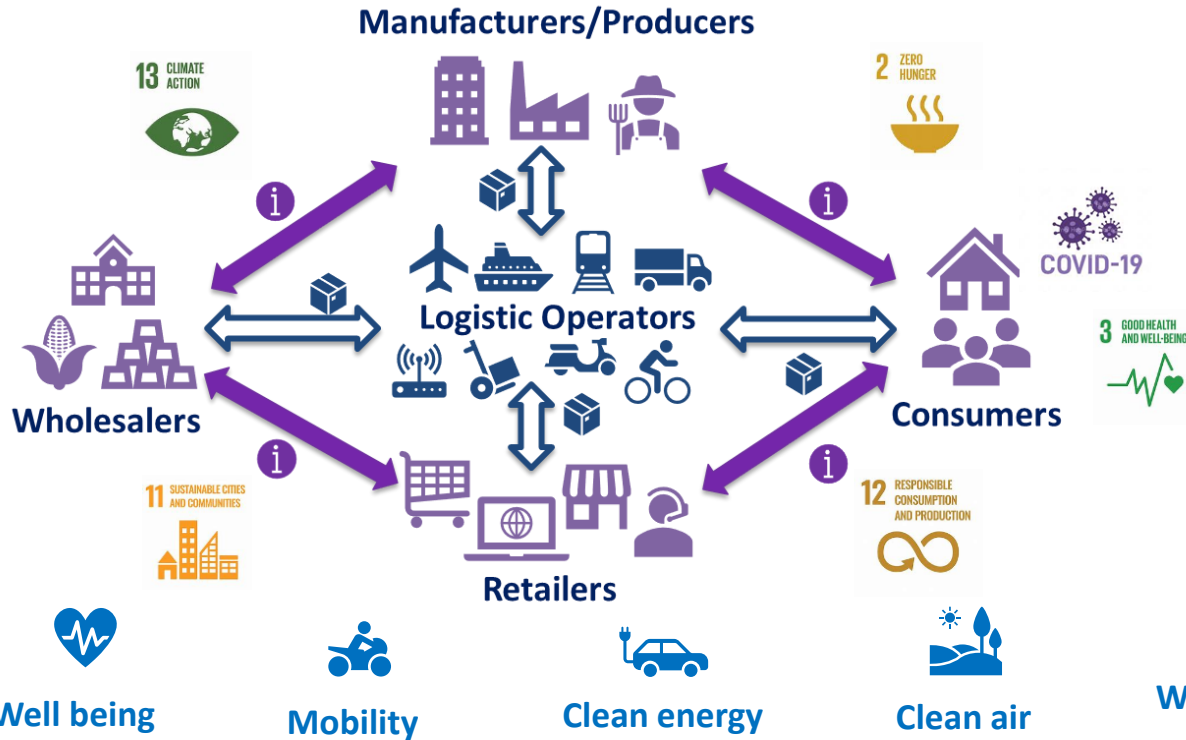 Manufacturers/Producers
13 CLIMATE
ACTION
2 ZERO
HUNGER
i
i
COVID-19
Logistic Operators
3 GOOD HEALTH
AND WELL-BEING
Wholesalers
Consumers
i
i
11 SUSTAINABLE CITIES
AND COMMUNITIES
12 RESPONSIBLE
CONSUMPTION
AND PRODUCTION
Retailers
Well being
Mobility
Clean energy
Clean air
W